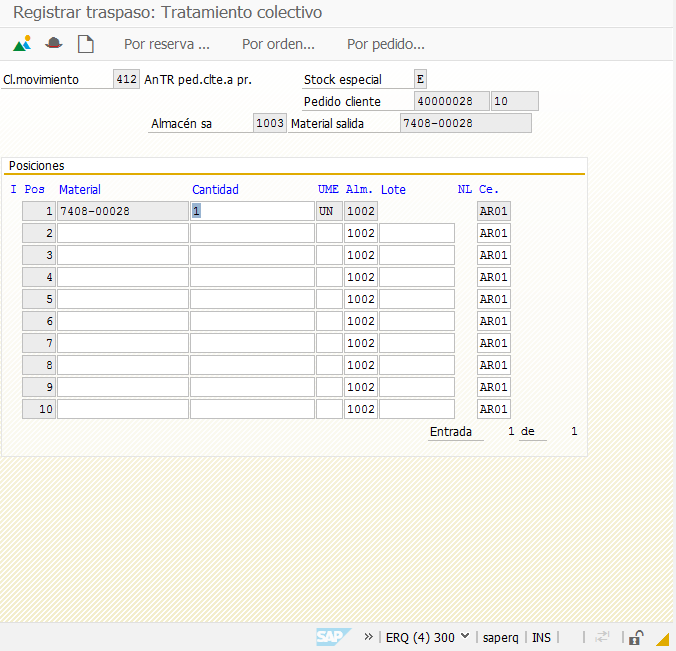 Registrar traspaso: Tratamiento colectivo
Por reserva ... Por orden... Por pedido...
Cl.movimiento 412 AnTR ped.clte.a pr. Stock especial E
Pedido cliente 40000028 10
Almacén sa 1003 Material salida 7408-00028
Posiciones
I Pos Material Cantidad UME Alm. Lote NL Ce.
1 7408-00028 1 UN 1002 AR01
2 1002 AR01
3 1002 AR01
4 1002 AR01
5 1002 AR01
6 1002 AR01
7 1002 AR01
8 1002 AR01
9 1002 AR01
10 1002 AR01
Entrada 1 de 1
SAP » ERQ (4) 300 saperq INS